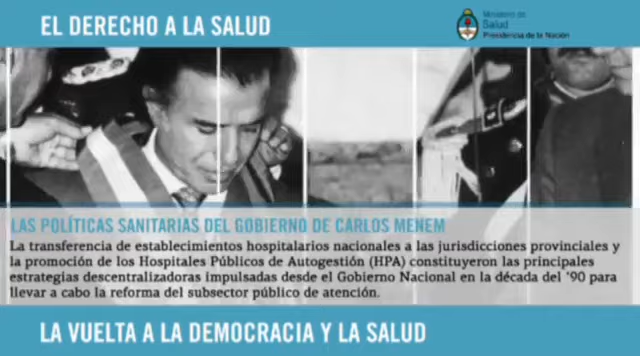 EL DERECHO A LA SALUD
Ministerio de
Salud
Presidencia de la Nación
LAS POLÍTICAS SANITARIAS DEL GOBIERNO DE CARLOS MENEM
La transferencia de establecimientos hospitalarios nacionales a las jurisdicciones provinciales y
la promoción de los Hospitales Públicos de Autogestión (HPA) constituyeron las principales
estrategias descentralizadoras impulsadas desde el Gobierno Nacional en la década del '90 para
llevar a cabo la reforma del subsector público de atención.
LA VUELTA A LA DEMOCRACIA Y LA SALUD